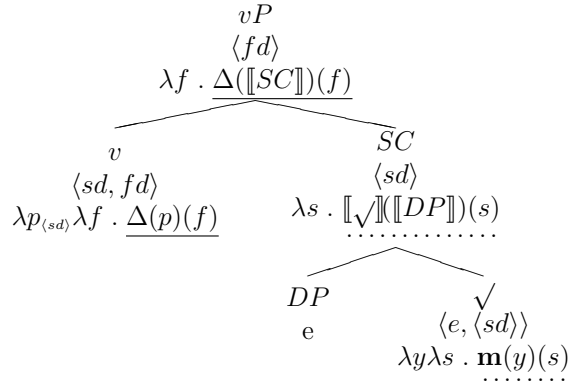 vP
⟨fd⟩
λf . Δ(⟦SC⟧)(f)
v
⟨sd, fd⟩
λp⟨sd⟩λf . Δ(p)(f)
SC
⟨sd⟩
λs . ⟦√⟧(⟦DP⟧)(s)
DP
e
√
⟨e, ⟨sd⟩⟩
λyλs . m(y)(s)